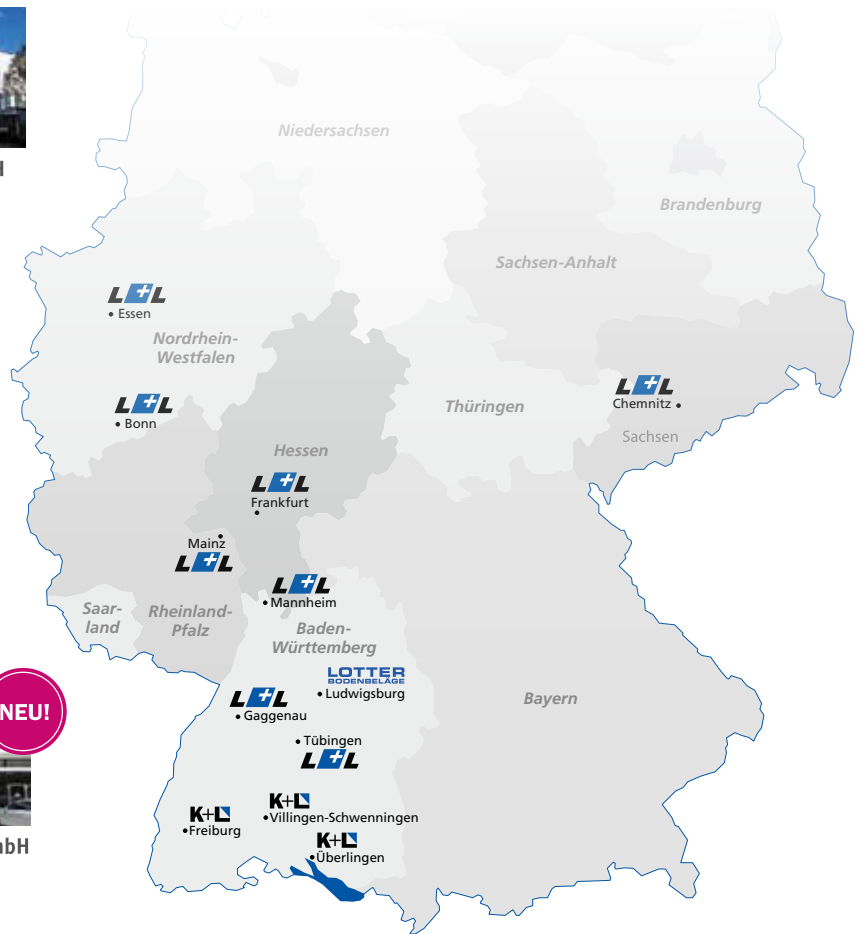 H
Niedersachsen
Brandenburg
Sachsen-Anhalt
L+L
• Essen
Nordrhein-
Westfalen
L+L
• Bonn
Thüringen
L+L
Chemnitz •
Sachsen
Hessen
L+L
Frankfurt
Mainz
L+L
L+L
• Mannheim
Saar-
land
Rheinland-
Pfalz
Baden-
Württemberg
LOTTER
BODENBELÄGE
• Ludwigsburg
NEU!
L+L
• Gaggenau
Bayern
• Tübingen
L+L
K+L
• Villingen-Schwenningen
K+L
• Freiburg
K+L
• Überlingen
nbH